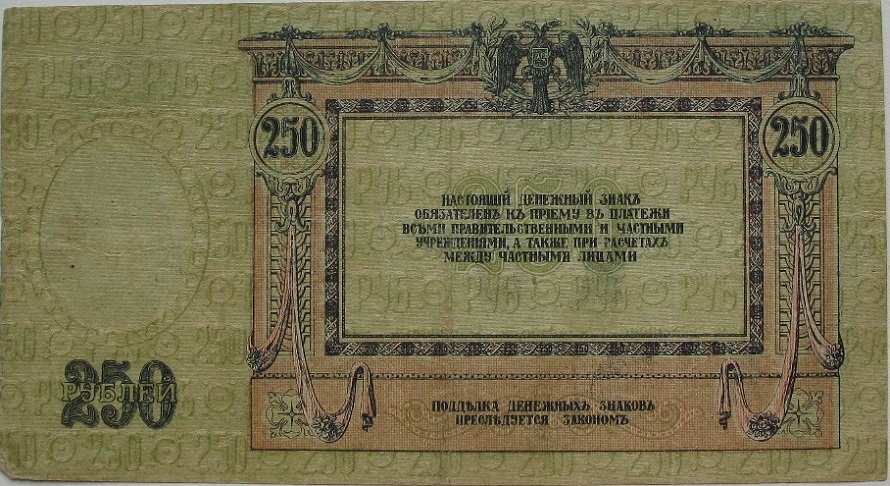 250
250
НАСТОЯЩІЙ ДЕНЕЖНЫЙ ЗНАКЪ
ОБЯЗАТЕЛЕНЪ КЪ ПРІЕМУ ВЪ ПЛАТЕЖИ
ВСѢМИ ПРАВИТЕЛЬСТВЕННЫМИ И ЧАСТНЫМИ
УЧРЕЖДЕНІЯМИ, А ТАКЖЕ ПРИ РАСЧЕТАХЪ
МЕЖДУ ЧАСТНЫМИ ЛИЦАМИ
250
РУБЛЕЙ
ПОДДѢЛКА ДЕНЕЖНЫХЪ ЗНАКОВЪ
ПРЕСЛѢДУЕТСЯ ЗАКОНОМЪ